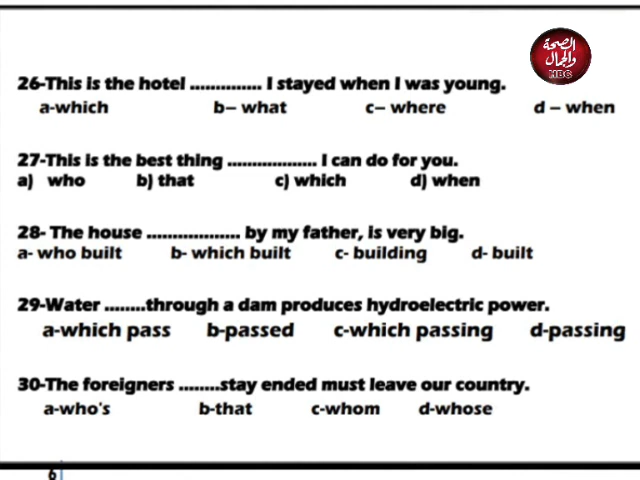 الصحة
والجمال
MBC
26-This is the hotel .............. I stayed when I was young.
a-which b– what c– where d – when
27-This is the best thing .................. I can do for you.
a) who b) that c) which d) when
28- The house .................. by my father, is very big.
a- who built b- which built c- building d- built
29-Water ........through a dam produces hydroelectric power.
a-which pass b-passed c-which passing d-passing
30-The foreigners ........stay ended must leave our country.
a-who's b-that c-whom d-whose
6